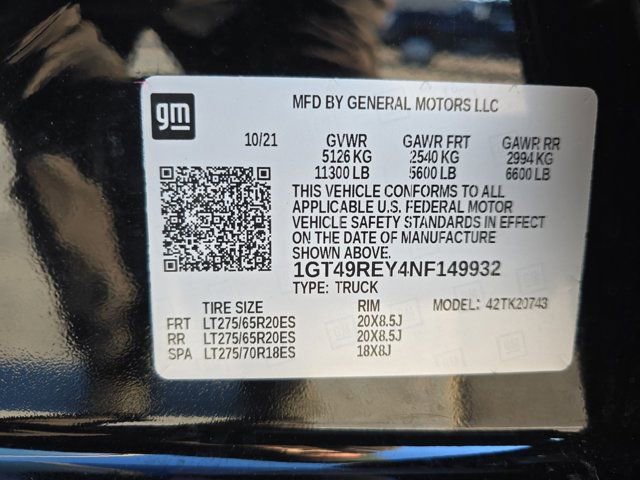 gm
MFD BY GENERAL MOTORS LLC
10/21 GVWR GAWR FRT GAWR RR
5126 KG 2540 KG 2994 KG
11300 LB 5600 LB 6600 LB
THIS VEHICLE CONFORMS TO ALL
APPLICABLE U.S. FEDERAL MOTOR
VEHICLE SAFETY STANDARDS IN EFFECT
ON THE DATE OF MANUFACTURE
SHOWN ABOVE.
1GT49REY4NF149932
TYPE: TRUCK
TIRE SIZE RIM MODEL: 42TK20743
FRT LT275/65R20ES 20X8.5J
RR LT275/65R20ES 20X8.5J
SPA LT275/70R18ES 18X8J